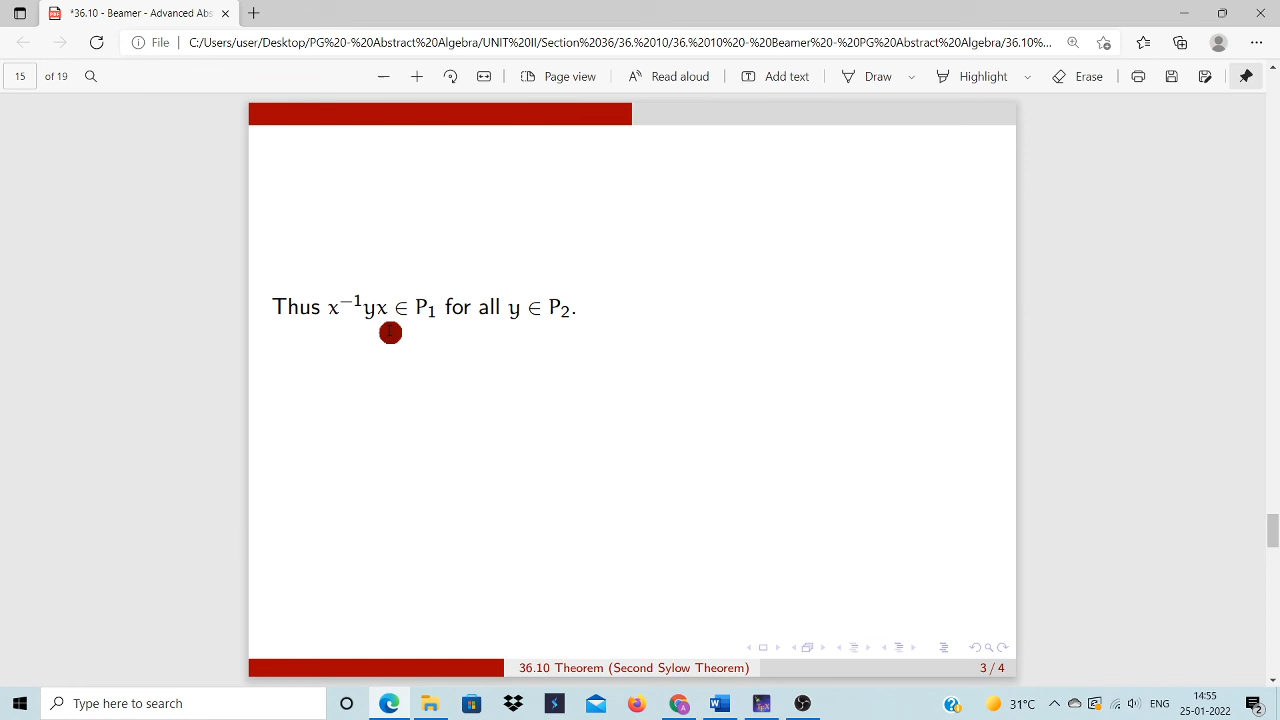 *36.10 - Beamer - Advanced Abs
File C:/Users/user/Desktop/PG%20-%20Abstract%20Algebra/UNIT%20II/Section%2036/36.%2010/36.%2010%20-%20Beamer%20-%20PG%20Abstract%20Algebra/36.10%...
15 of 19 Page view Read aloud Add text Draw Highlight Erase
Thus x⁻¹yx ∈ P₁ for all y ∈ P₂.
36.10 Theorem (Second Sylow Theorem) 3 / 4
Type here to search 31°C ENG 14:55
25-01-2022 2